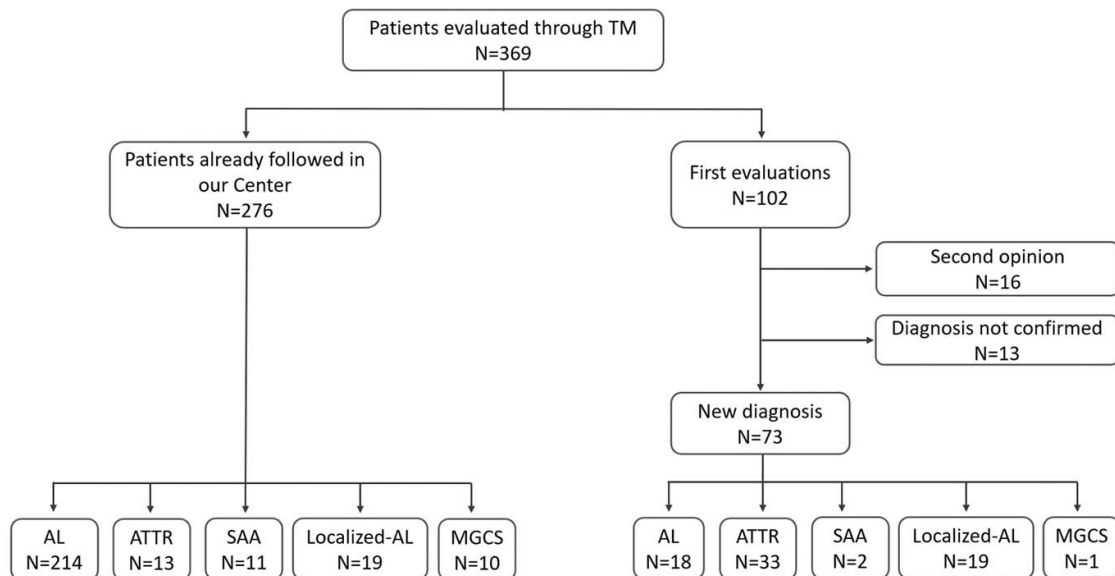 Patients evaluated through TM
N=369
Patients already followed in
our Center
N=276
First evaluations
N=102
Second opinion
N=16
Diagnosis not confirmed
N=13
New diagnosis
N=73
AL
N=214
ATTR
N=13
SAA
N=11
Localized-AL
N=19
MGCS
N=10
AL
N=18
ATTR
N=33
SAA
N=2
Localized-AL
N=19
MGCS
N=1